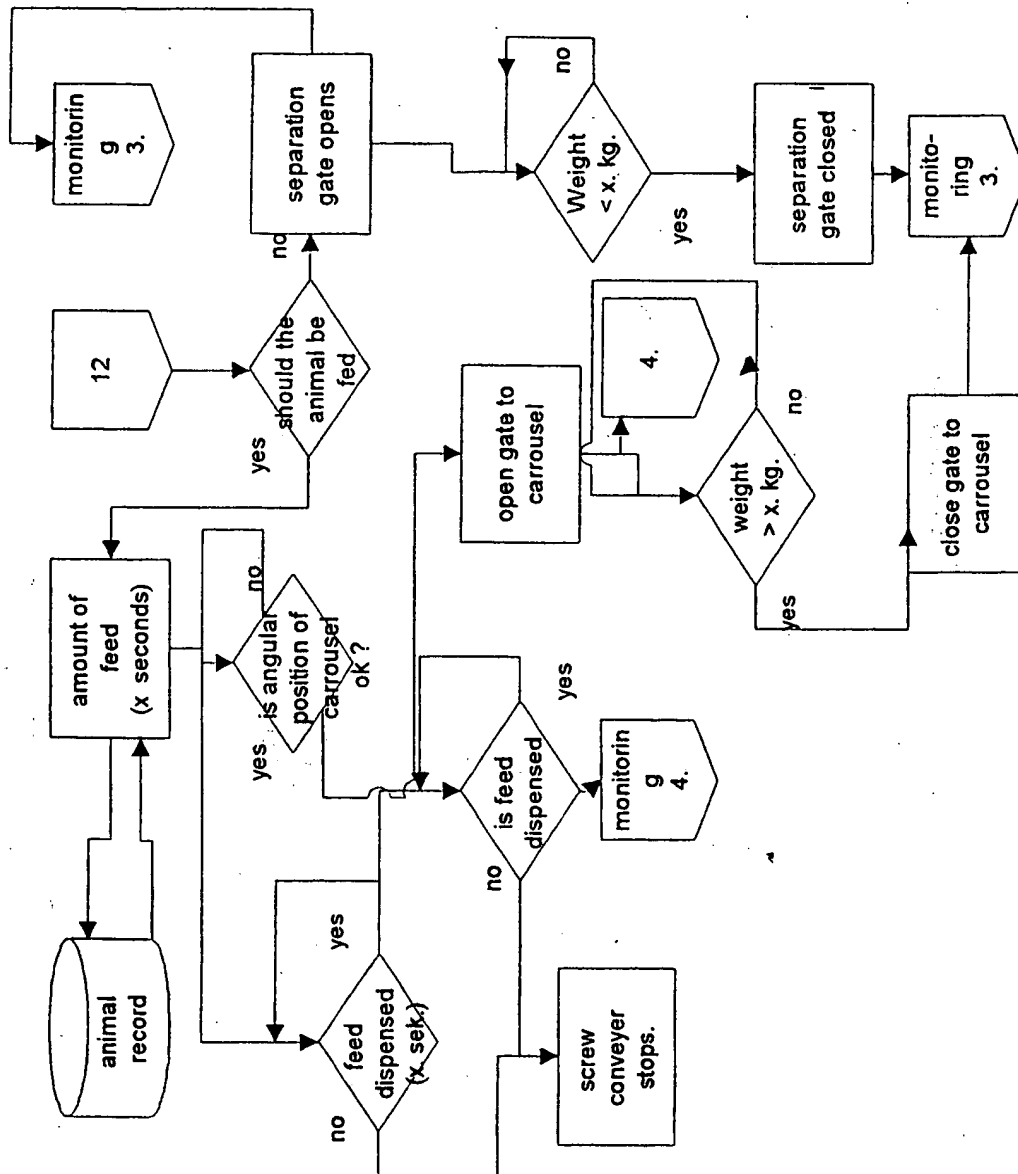 animal
record
amount of
feed
(x seconds)
12
monitorin
g
3.
yes
should the
animal be
fed
no
separation
gate opens
no
is angular
position of
carrousel
ok ?
yes
feed
dispensed
(x. sek.)
yes
no
is feed
dispensed
yes
no
open gate to
carrousel
Weight
< x. kg.
no
yes
screw
conveyer
stops.
monitorin
g
4.
4.
weight
> x. kg.
no
yes
separation
gate closed
close gate to
carrousel
monito-
ring
3.